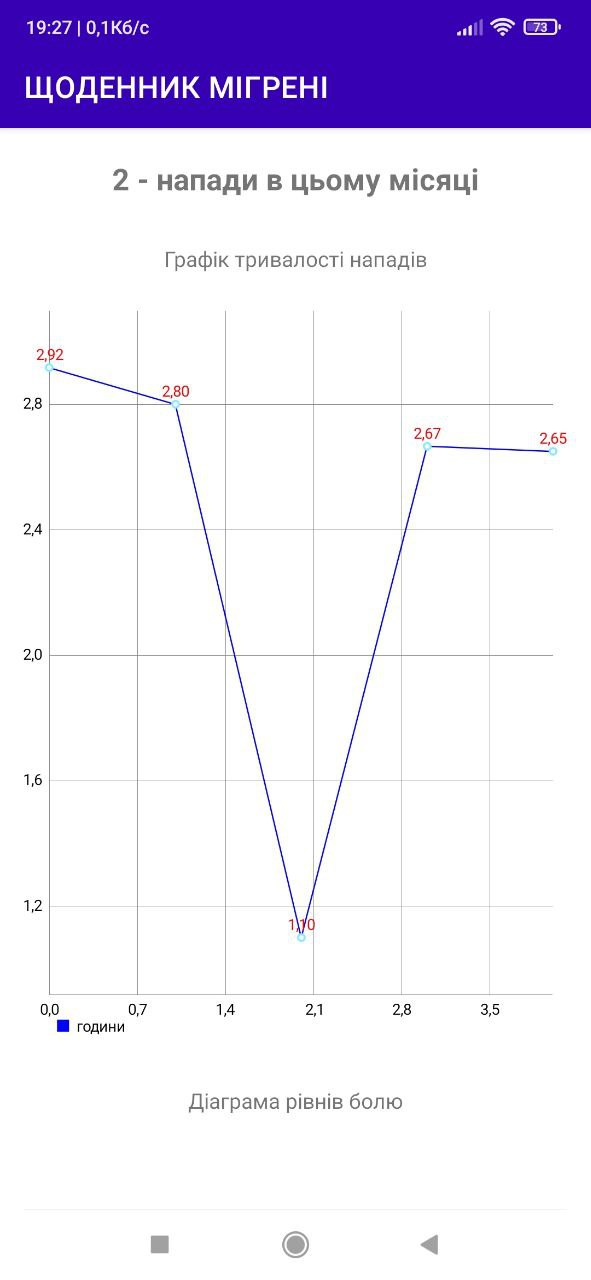 19:27 | 0,1Кб/с
73
ЩОДЕННИК МІГРЕНІ
2 - напади в цьому місяці
Графік тривалості нападів
2,92
2,80
2,8
2,67
2,65
2,4
2,0
1,6
1,2
1,10
0,0 0,7 1,4 2,1 2,8 3,5
години
Діаграма рівнів болю